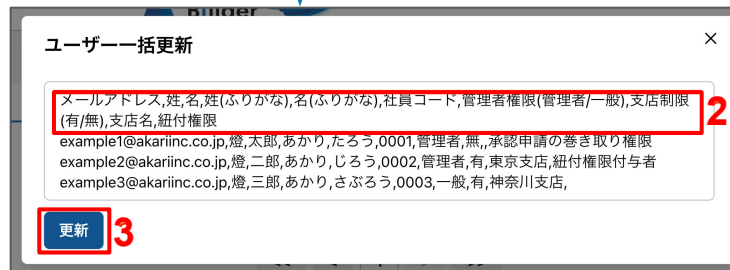 Builder
ユーザー一括更新
×
メールアドレス,姓,名,姓(ふりがな),名(ふりがな),社員コード,管理者権限(管理者/一般),支店制限
(有/無),支店名,紐付権限
2
example1@akariinc.co.jp,燈,太郎,あかり,たろう,0001,管理者,無,,承認申請の巻き取り権限
example2@akariinc.co.jp,燈,二郎,あかり,じろう,0002,管理者,有,東京支店,紐付権限付与者
example3@akariinc.co.jp,燈,三郎,あかり,さぶろう,0003,一般,有,神奈川支店,
更新
3